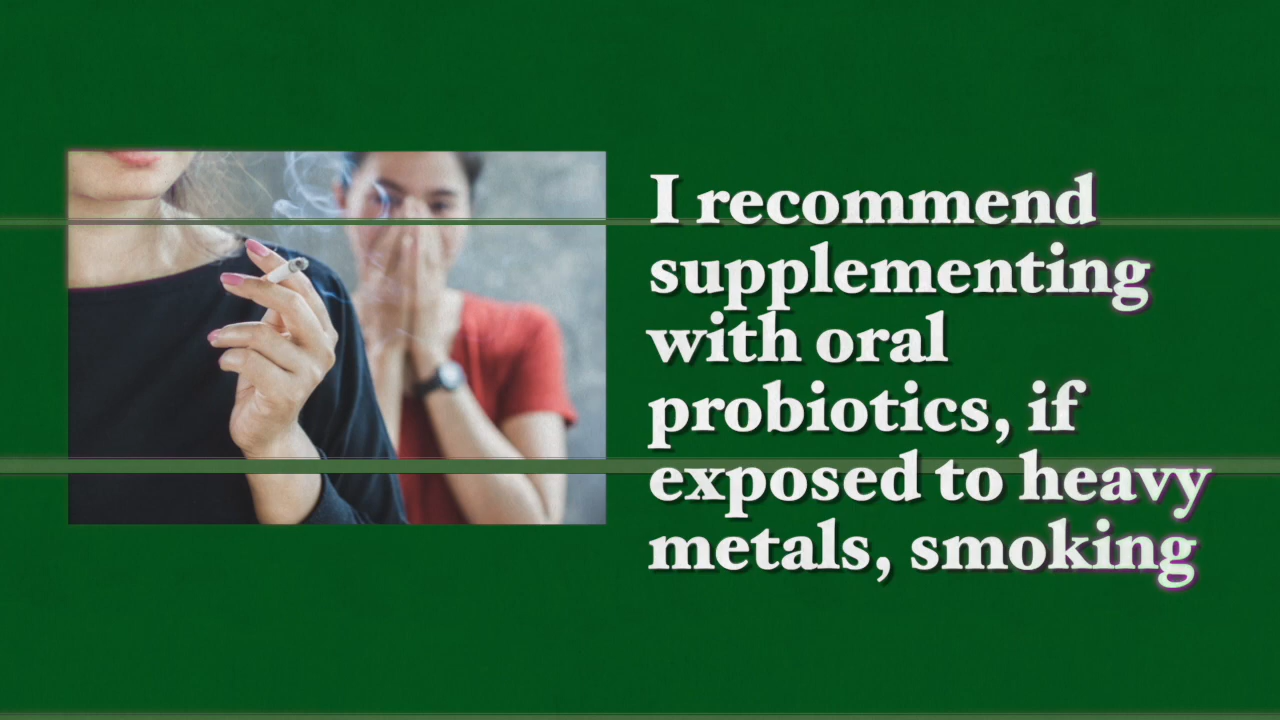 I recommend
supplementing
with oral
probiotics, if
exposed to heavy
metals, smoking